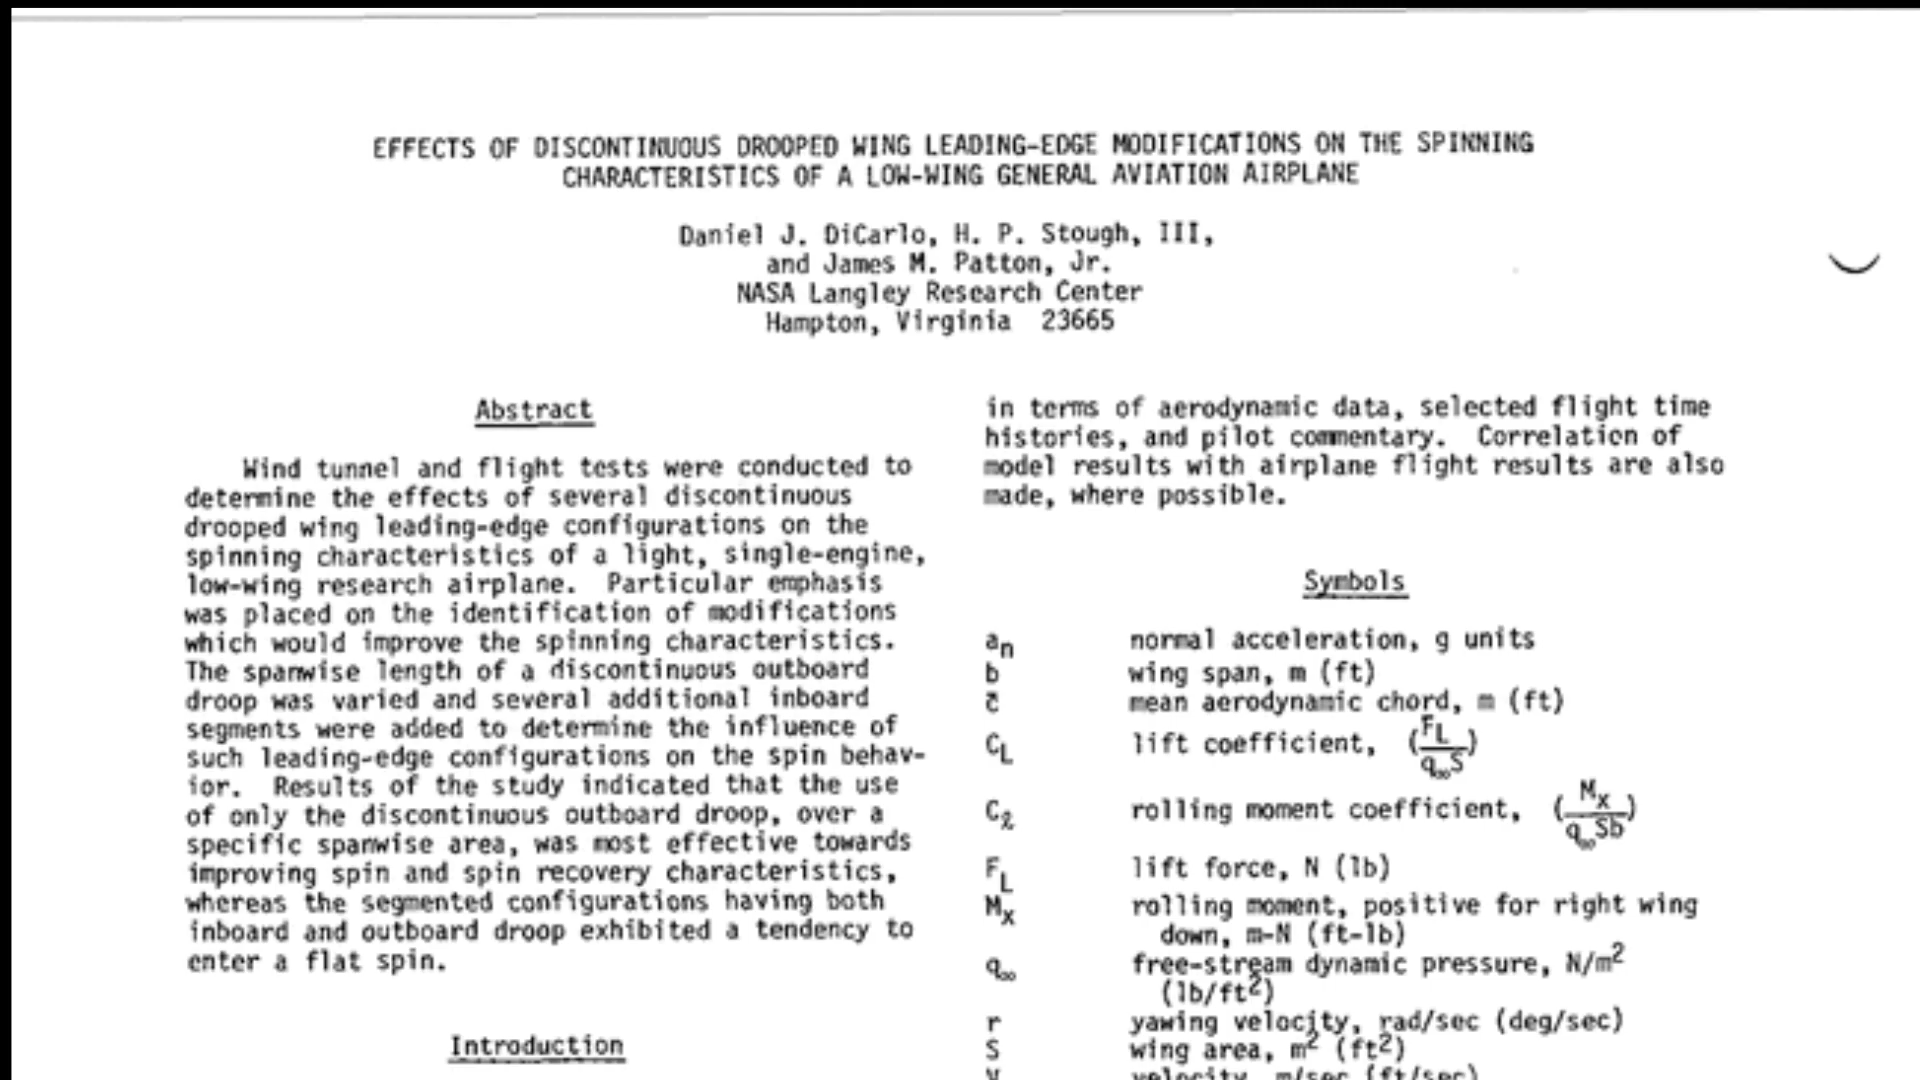 EFFECTS OF DISCONTINUOUS DROOPED WING LEADING-EDGE MODIFICATIONS ON THE SPINNING
CHARACTERISTICS OF A LOW-WING GENERAL AVIATION AIRPLANE
Daniel J. DiCarlo, H. P. Stough, III,
and James M. Patton, Jr.
NASA Langley Research Center
Hampton, Virginia 23665
Abstract
Wind tunnel and flight tests were conducted to
determine the effects of several discontinuous
drooped wing leading-edge configurations on the
spinning characteristics of a light, single-engine,
low-wing research airplane. Particular emphasis
was placed on the identification of modifications
which would improve the spinning characteristics.
The spanwise length of a discontinuous outboard
droop was varied and several additional inboard
segments were added to determine the influence of
such leading-edge configurations on the spin behav-
ior. Results of the study indicated that the use
of only the discontinuous outboard droop, over a
specific spanwise area, was most effective towards
improving spin and spin recovery characteristics,
whereas the segmented configurations having both
inboard and outboard droop exhibited a tendency to
enter a flat spin.
Introduction
in terms of aerodynamic data, selected flight time
histories, and pilot commentary. Correlation of
model results with airplane flight results are also
made, where possible.
Symbols
aₙ normal acceleration, g units
b wing span, m (ft)
c̄ mean aerodynamic chord, m (ft)
C_L lift coefficient, (F_L/q∞S)
C_ℓ rolling moment coefficient, (M_X/q∞Sb)
F_L lift force, N (lb)
M_X rolling moment, positive for right wing
down, m-N (ft-lb)
q∞ free-stream dynamic pressure, N/m²
(lb/ft²)
r yawing velocity, rad/sec (deg/sec)
S wing area, m² (ft²)
V velocity, m/sec (ft/sec)